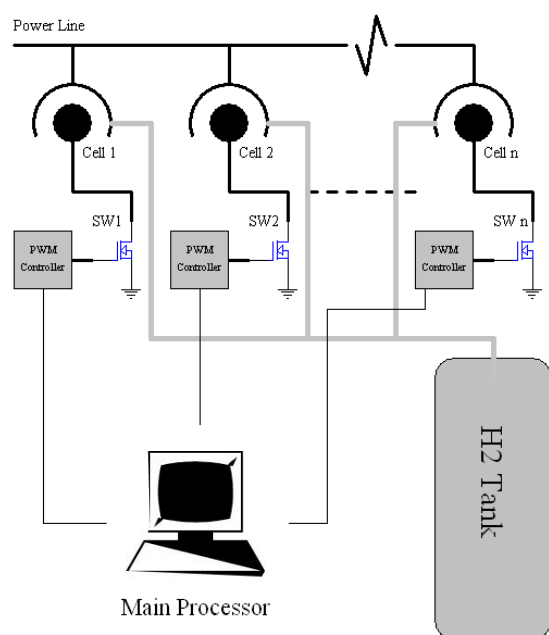 Power Line
Cell 1
Cell 2
Cell n
SW1
SW2
SW n
PWM
Controller
PWM
Controller
PWM
Controller
H2 Tank
Main Processor